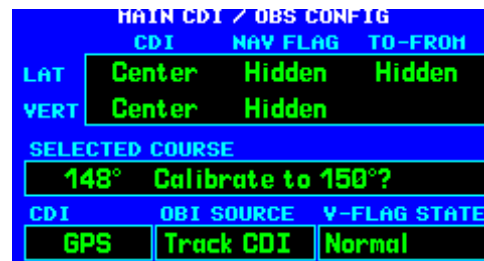 MAIN CDI / OBS CONFIG
CDI NAV FLAG TO-FROM
LAT Center Hidden Hidden
VERT Center Hidden
SELECTED COURSE
148° Calibrate to 150°?
CDI OBI SOURCE V-FLAG STATE
GPS Track CDI Normal